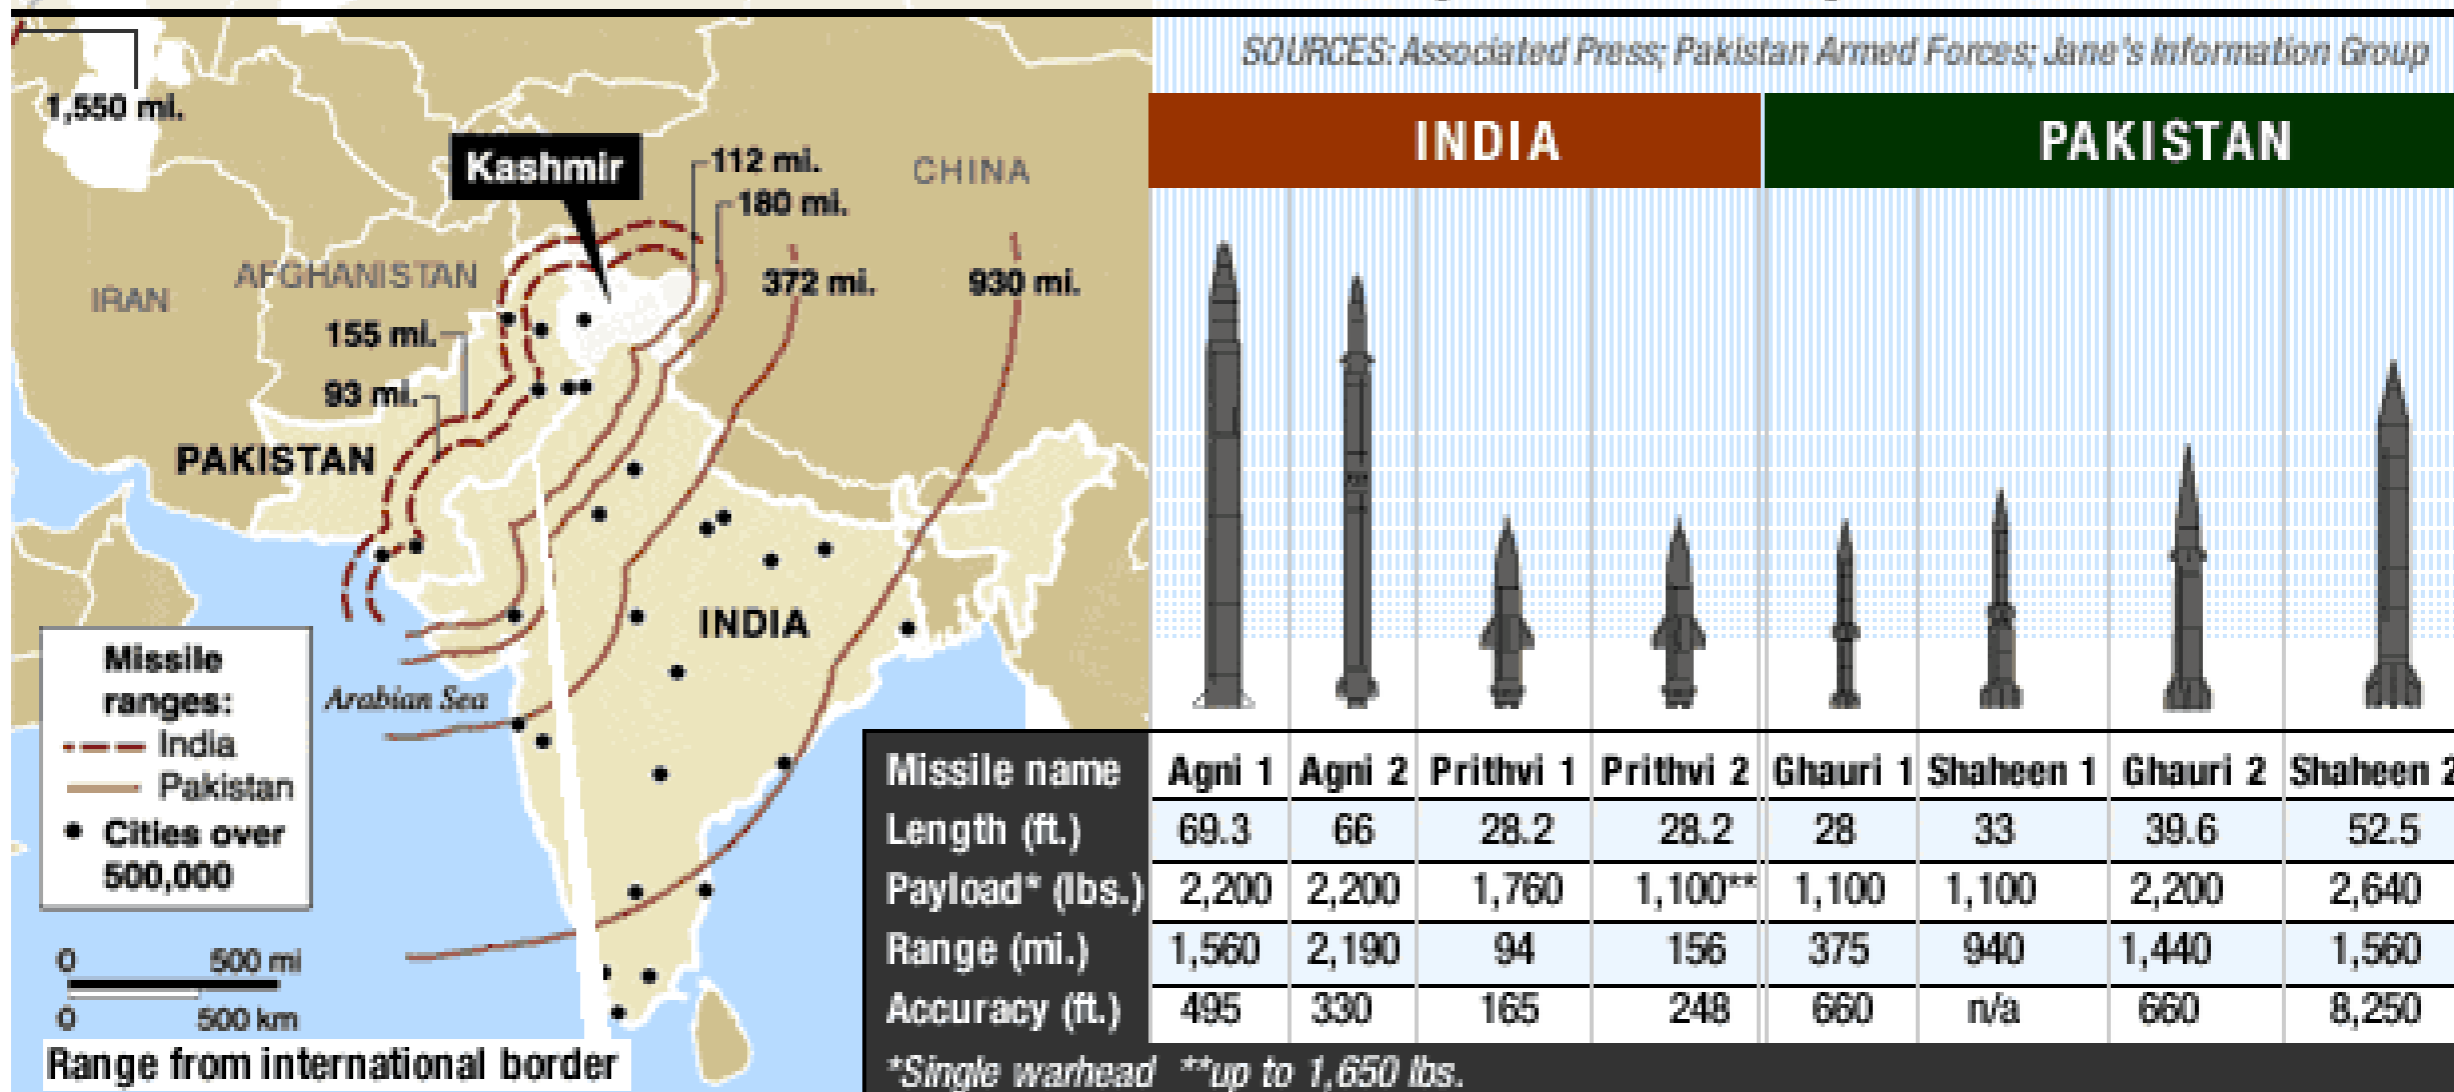 SOURCES: Associated Press; Pakistan Armed Forces; Jane's Information Group
1,550 mi.
Kashmir
112 mi.
180 mi.
CHINA
372 mi.
930 mi.
AFGHANISTAN
IRAN
155 mi.
93 mi.
PAKISTAN
INDIA
Arabian Sea
Missile
ranges:
India
Pakistan
Cities over
500,000
0 500 mi
0 500 km
Range from international border
INDIA PAKISTAN
Missile name Agni 1 Agni 2 Prithvi 1 Prithvi 2 Ghauri 1 Shaheen 1 Ghauri 2 Shaheen 2
Length (ft.) 69.3 66 28.2 28.2 28 33 39.6 52.5
Payload* (lbs.) 2,200 2,200 1,760 1,100** 1,100 1,100 2,200 2,640
Range (mi.) 1,560 2,190 94 156 375 940 1,440 1,560
Accuracy (ft.) 495 330 165 248 660 n/a 660 8,250
*Single warhead **up to 1,650 lbs.